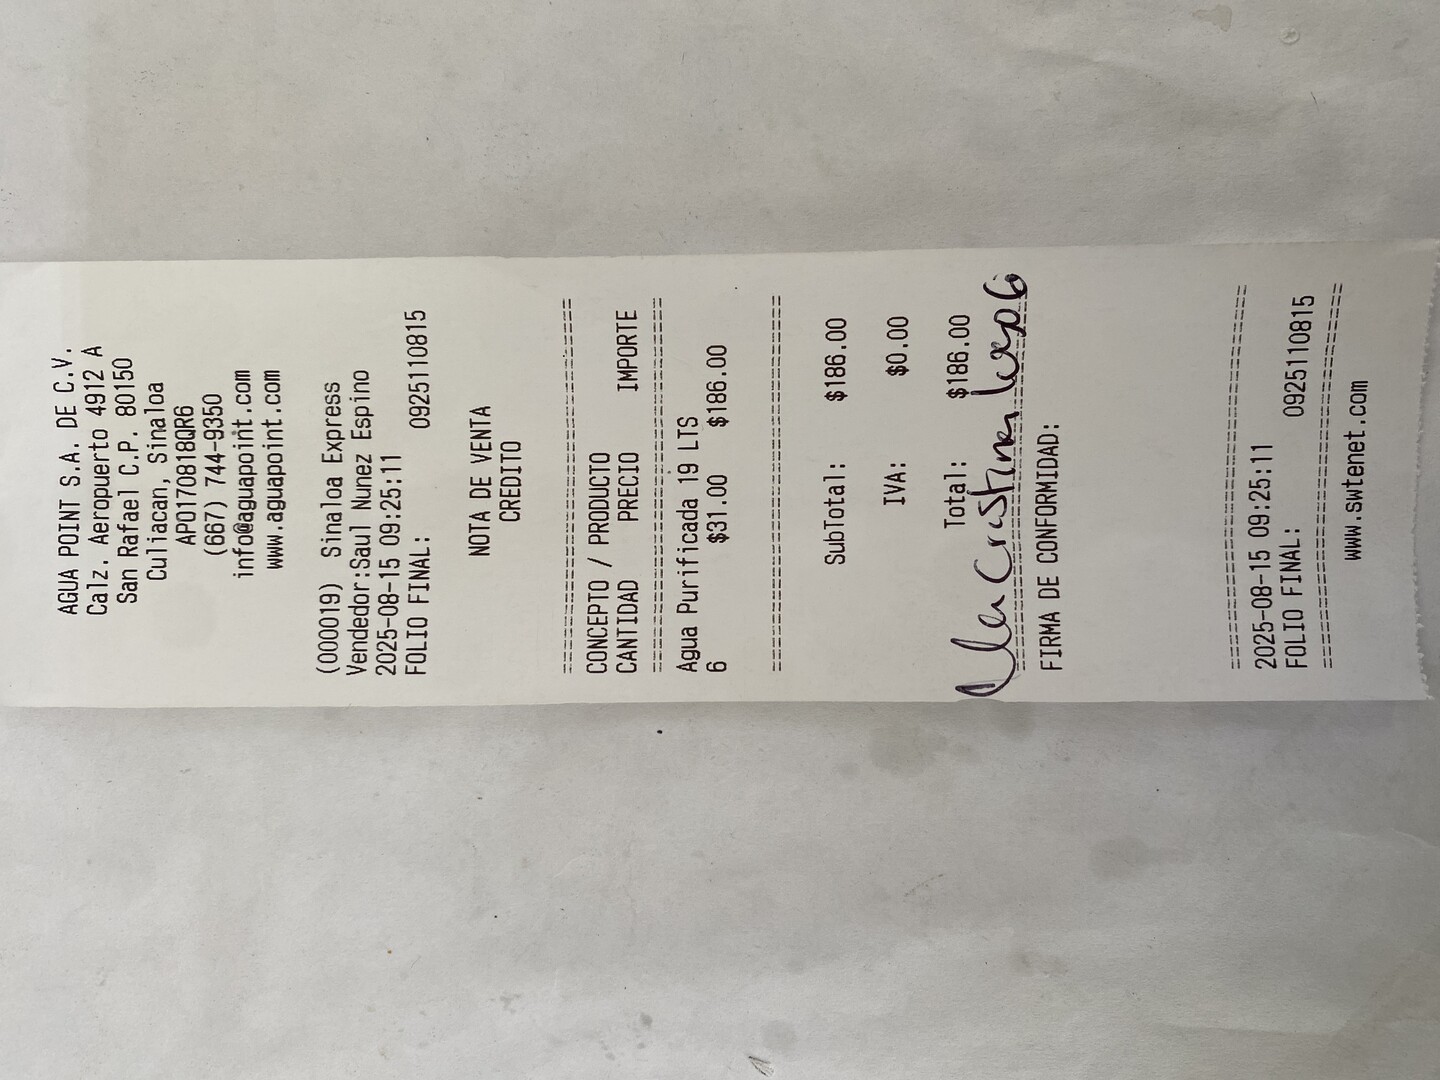 AGUA POINT S.A. DE C.V.
Calz. Aeropuerto 4912 A
San Rafael C.P. 80150
Culiacan, Sinaloa
APO170818QR6
(667) 744-9350
info@aguapoint.com
www.aguapoint.com
(000019) Sinaloa Express
Vendedor:Saul Nunez Espino
2025-08-15 09:25:11
FOLIO FINAL: 0925110815
NOTA DE VENTA
CREDITO
==================================
CONCEPTO / PRODUCTO
CANTIDAD PRECIO IMPORTE
==================================
Agua Purificada 19 LTS
6 $31.00 $186.00
==================================
SubTotal: $186.00
IVA: $0.00
Total: $186.00
Cristina
==================================
FIRMA DE CONFORMIDAD:
==================================
2025-08-15 09:25:11
FOLIO FINAL: 0925110815
==================================
www.swtenet.com